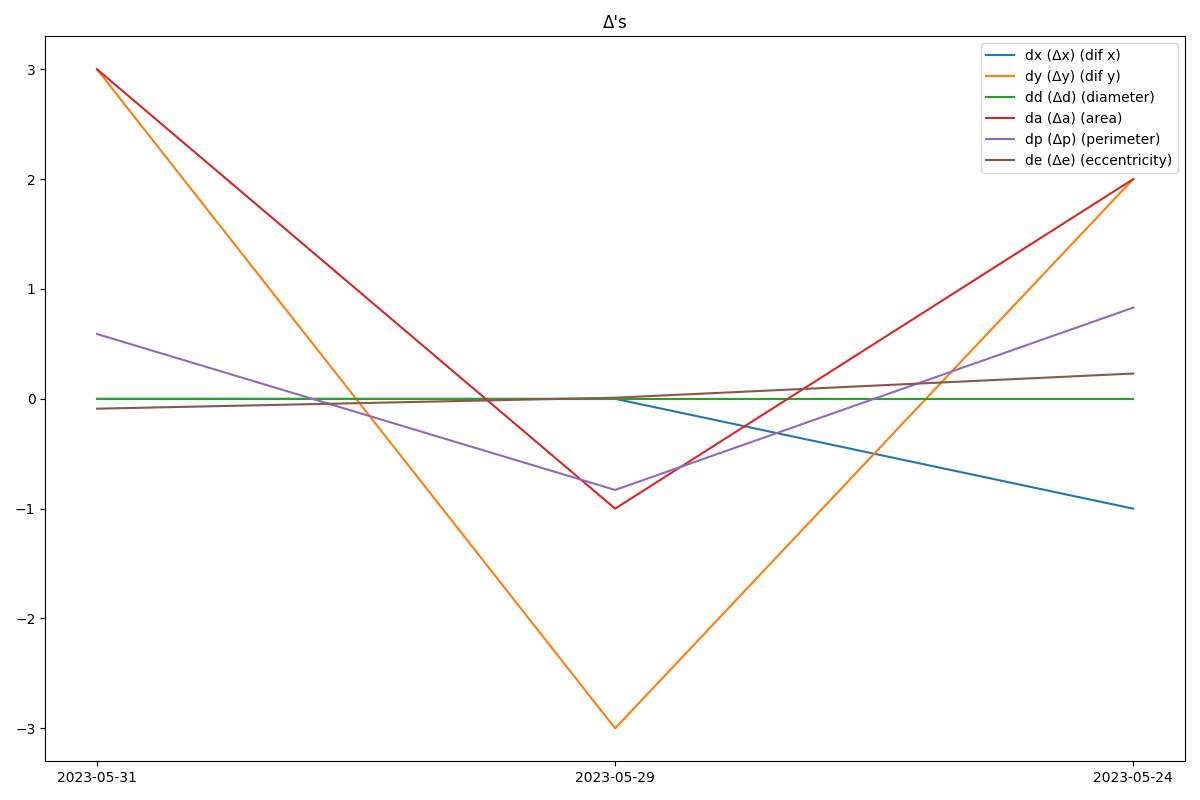 Δ's
dx (Δx) (dif x)
dy (Δy) (dif y)
dd (Δd) (diameter)
da (Δa) (area)
dp (Δp) (perimeter)
de (Δe) (eccentricity)
3
2
1
0
−1
−2
−3
2023-05-31
2023-05-29
2023-05-24